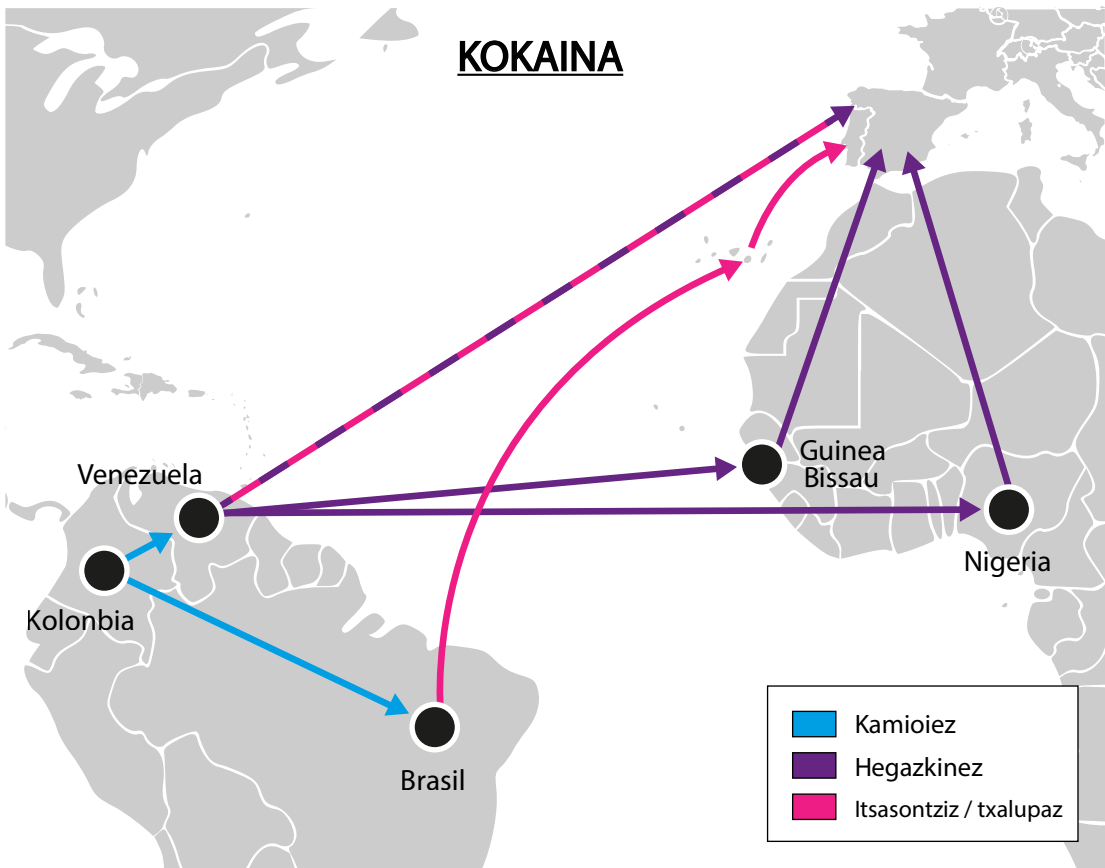 KOKAINA
Venezuela
Guinea
Bissau
Nigeria
Kolonbia
Brasil
Kamioiez
Hegazkinez
Itsasontziz / txalupaz